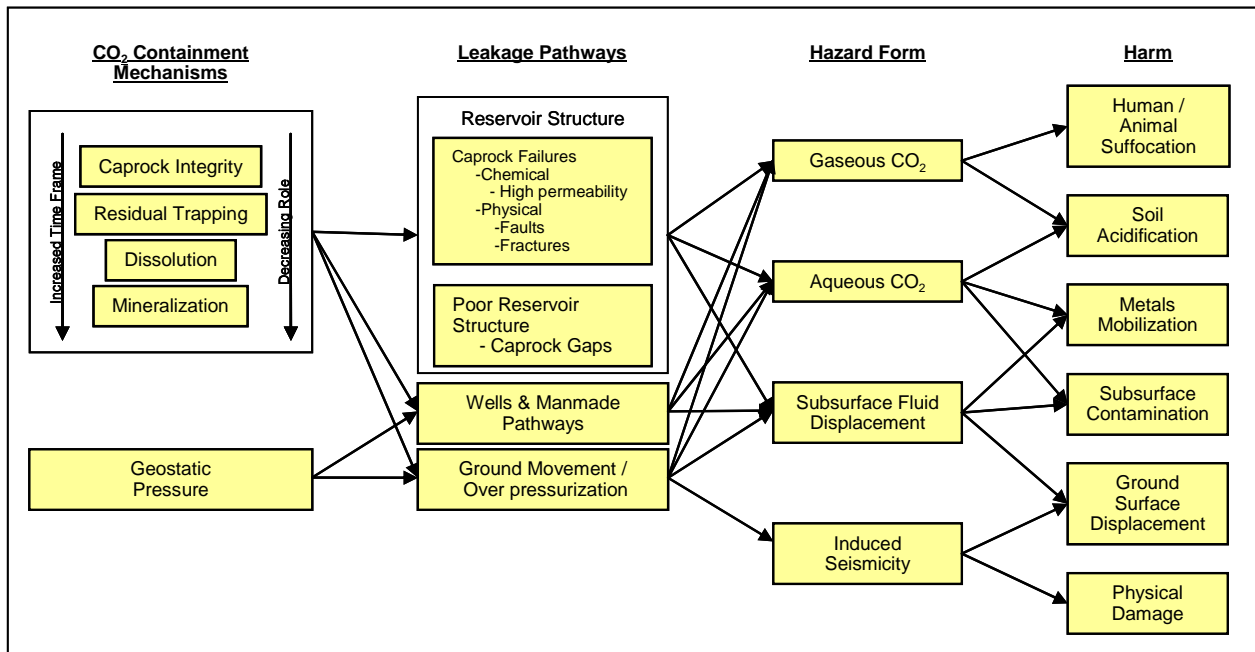 CO₂ Containment
Mechanisms
Increased Time Frame
Caprock Integrity
Residual Trapping
Dissolution
Mineralization
Decreasing Role
Geostatic
Pressure
Leakage Pathways
Reservoir Structure
Caprock Failures
-Chemical
- High permeability
-Physical
-Faults
-Fractures
Poor Reservoir
Structure
- Caprock Gaps
Wells & Manmade
Pathways
Ground Movement /
Over pressurization
Hazard Form
Gaseous CO₂
Aqueous CO₂
Subsurface Fluid
Displacement
Induced
Seismicity
Harm
Human /
Animal
Suffocation
Soil
Acidification
Metals
Mobilization
Subsurface
Contamination
Ground
Surface
Displacement
Physical
Damage